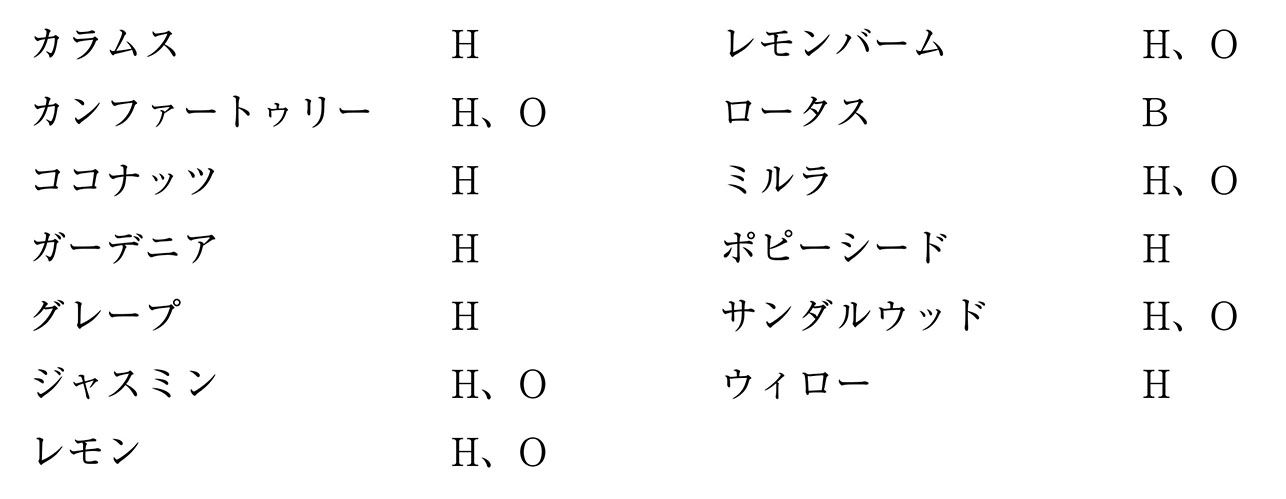 カラムス H
カンファートゥリー H、O
ココナッツ H
ガーデニア H
グレープ H
ジャスミン H、O
レモン H、O
レモンバーム H、O
ロータス B
ミルラ H、O
ポピーシード H
サンダルウッド H、O
ウィロー H